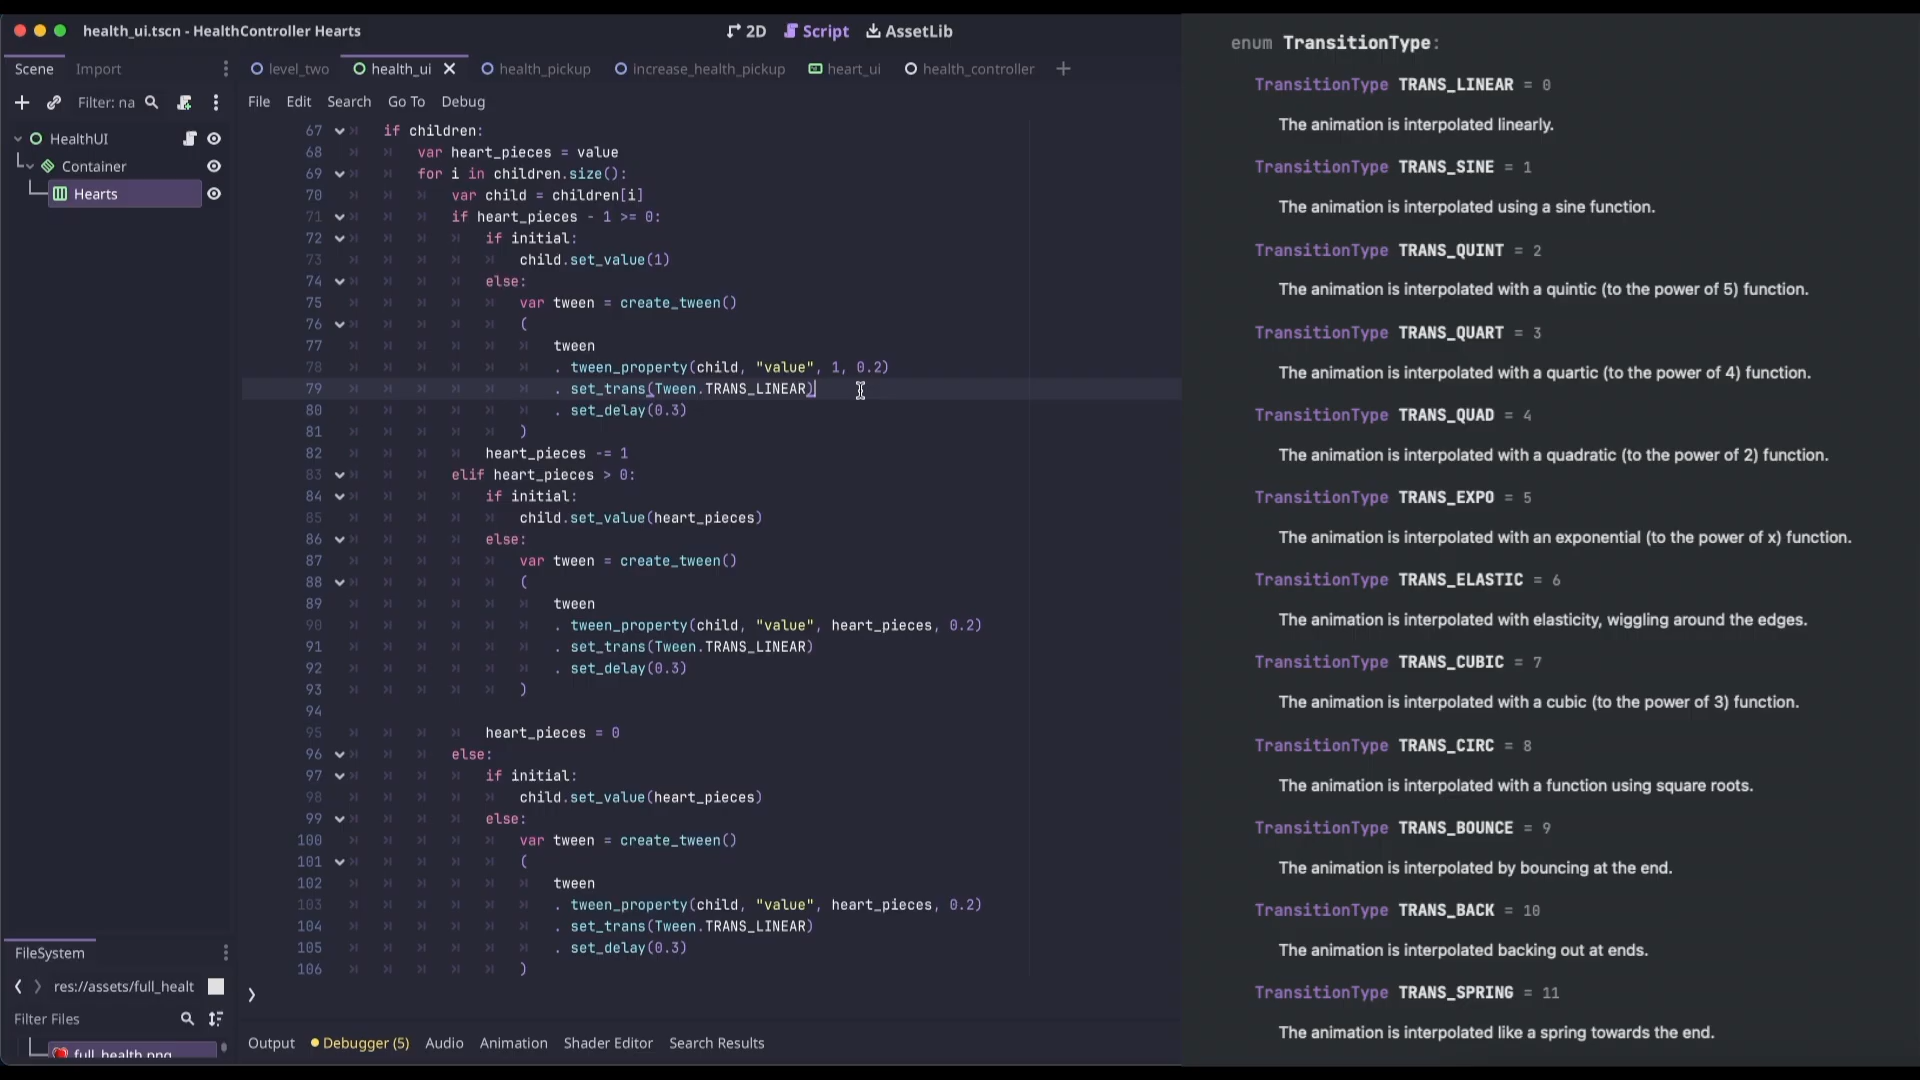 health_ui.tscn - HealthController Hearts
2D
Script
AssetLib
Scene
Import
level_two
health_ui
health_pickup
increase_health_pickup
heart_ui
health_controller
Filter: na
File
Edit
Search
Go To
Debug
HealthUI
Container
Hearts
67 if children:
68 var heart_pieces = value
69 for i in children.size():
70 var child = children[i]
71 if heart_pieces - 1 >= 0:
72 if initial:
73 child.set_value(1)
74 else:
75 var tween = create_tween()
76 (
77 tween
78 . tween_property(child, "value", 1, 0.2)
79 . set_trans(Tween.TRANS_LINEAR)
80 . set_delay(0.3)
81 )
82 heart_pieces -= 1
83 elif heart_pieces > 0:
84 if initial:
85 child.set_value(heart_pieces)
86 else:
87 var tween = create_tween()
88 (
89 tween
90 . tween_property(child, "value", heart_pieces, 0.2)
91 . set_trans(Tween.TRANS_LINEAR)
92 . set_delay(0.3)
93 )
94
95 heart_pieces = 0
96 else:
97 if initial:
98 child.set_value(heart_pieces)
99 else:
100 var tween = create_tween()
101 (
102 tween
103 . tween_property(child, "value", heart_pieces, 0.2)
104 . set_trans(Tween.TRANS_LINEAR)
105 . set_delay(0.3)
106 )
FileSystem
res://assets/full_healt
Filter Files
full_health.png
Output
Debugger (5)
Audio
Animation
Shader Editor
Search Results
enum TransitionType:
TransitionType TRANS_LINEAR = 0
The animation is interpolated linearly.
TransitionType TRANS_SINE = 1
The animation is interpolated using a sine function.
TransitionType TRANS_QUINT = 2
The animation is interpolated with a quintic (to the power of 5) function.
TransitionType TRANS_QUART = 3
The animation is interpolated with a quartic (to the power of 4) function.
TransitionType TRANS_QUAD = 4
The animation is interpolated with a quadratic (to the power of 2) function.
TransitionType TRANS_EXPO = 5
The animation is interpolated with an exponential (to the power of x) function.
TransitionType TRANS_ELASTIC = 6
The animation is interpolated with elasticity, wiggling around the edges.
TransitionType TRANS_CUBIC = 7
The animation is interpolated with a cubic (to the power of 3) function.
TransitionType TRANS_CIRC = 8
The animation is interpolated with a function using square roots.
TransitionType TRANS_BOUNCE = 9
The animation is interpolated by bouncing at the end.
TransitionType TRANS_BACK = 10
The animation is interpolated backing out at ends.
TransitionType TRANS_SPRING = 11
The animation is interpolated like a spring towards the end.